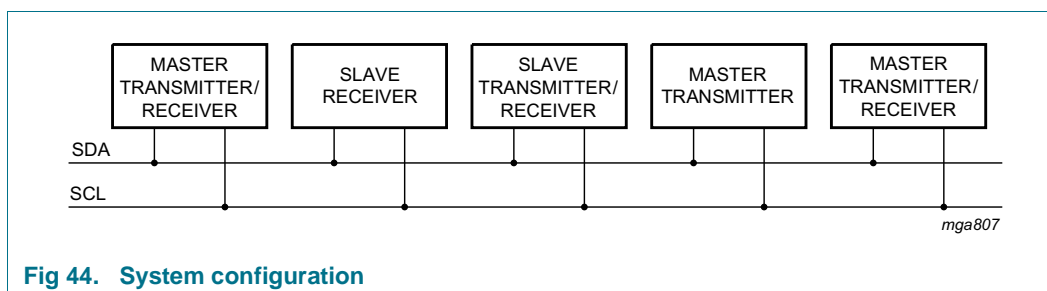 MASTER
TRANSMITTER/
RECEIVER
SLAVE
RECEIVER
SLAVE
TRANSMITTER/
RECEIVER
MASTER
TRANSMITTER
MASTER
TRANSMITTER/
RECEIVER
SDA
SCL
mga807
Fig 44. System configuration